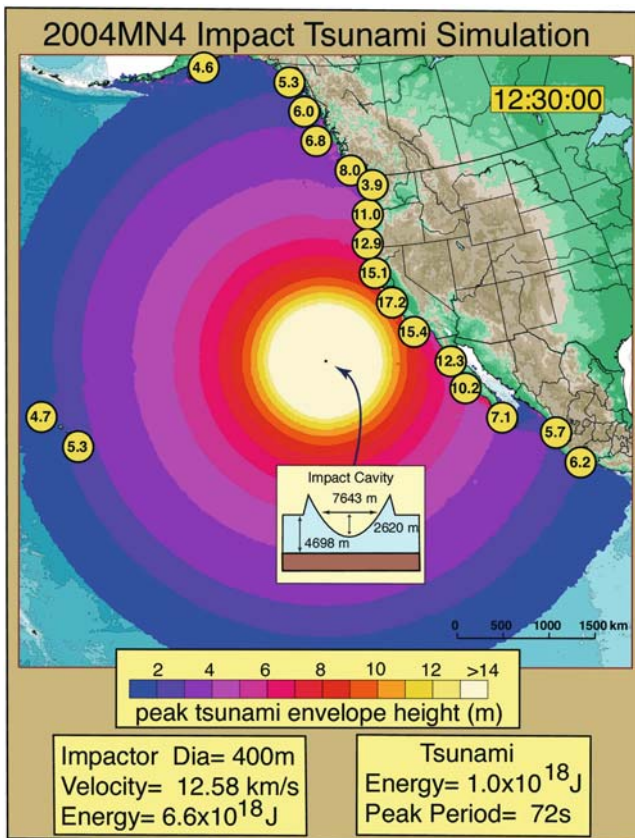 2004MN4 Impact Tsunami Simulation
12:30:00
4.6
5.3
6.0
6.8
8.0
3.9
11.0
12.9
15.1
17.2
15.4
12.3
10.2
7.1
5.7
6.2
4.7
5.3
Impact Cavity
7643 m
2620 m
4698 m
0 500 1000 1500 km
2 4 6 8 10 12 >14
peak tsunami envelope height (m)
Impactor Dia= 400m
Velocity= 12.58 km/s
Energy= 6.6x10¹⁸J
Tsunami
Energy= 1.0x10¹⁸J
Peak Period= 72s